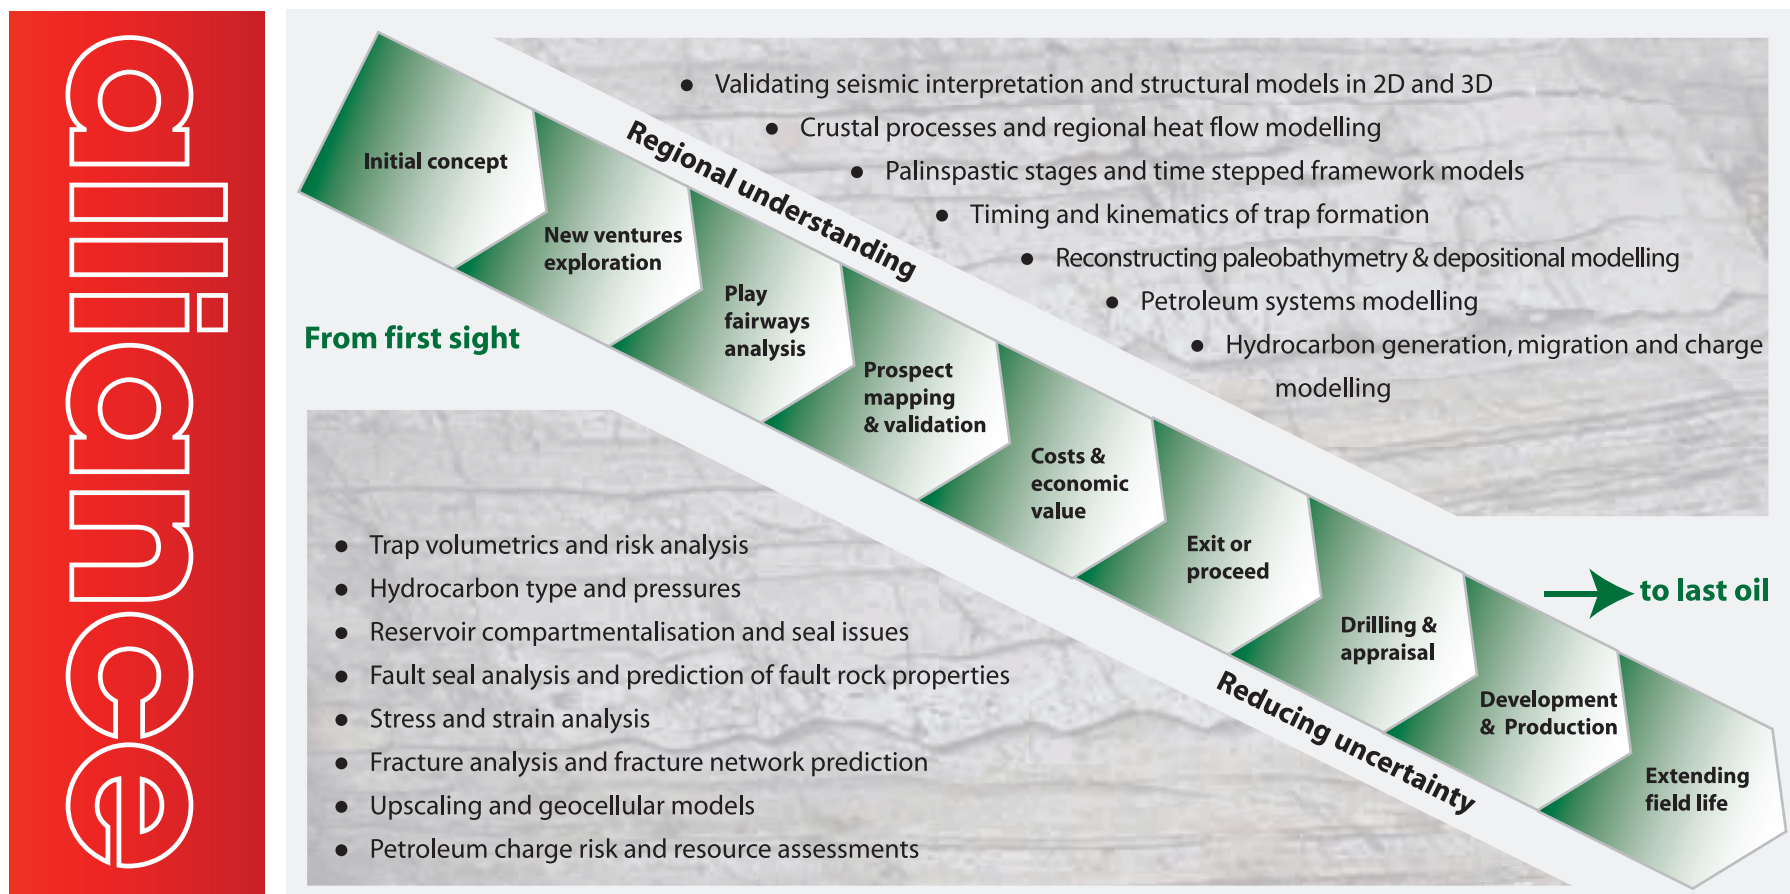 alliance
● Validating seismic interpretation and structural models in 2D and 3D
● Crustal processes and regional heat flow modelling
● Palinspastic stages and time stepped framework models
● Timing and kinematics of trap formation
● Reconstructing paleobathymetry & depositional modelling
● Petroleum systems modelling
● Hydrocarbon generation, migration and charge
modelling
Regional understanding
Initial concept
New ventures
exploration
Play
fairways
analysis
Prospect
mapping
& validation
Costs &
economic
value
Exit or
proceed
Drilling &
appraisal
Development
& Production
Extending
field life
From first sight
to last oil
Reducing uncertainty
● Trap volumetrics and risk analysis
● Hydrocarbon type and pressures
● Reservoir compartmentalisation and seal issues
● Fault seal analysis and prediction of fault rock properties
● Stress and strain analysis
● Fracture analysis and fracture network prediction
● Upscaling and geocellular models
● Petroleum charge risk and resource assessments